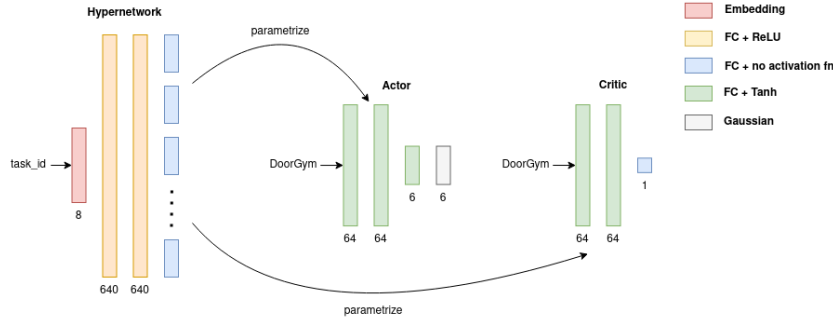 Hypernetwork
task_id
8
640
640
parametrize
parametrize
Actor
DoorGym
64
64
6
6
Critic
DoorGym
64
64
1
Embedding
FC + ReLU
FC + no activation fn
FC + Tanh
Gaussian